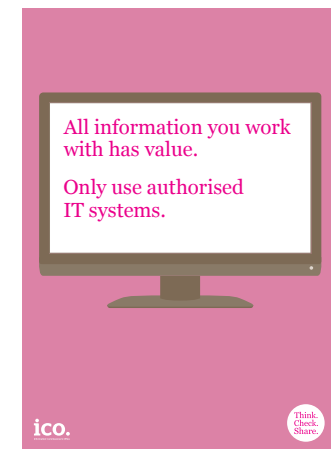 All information you work
with has value.
Only use authorised
IT systems.
ico.
Think.
Check.
Share.